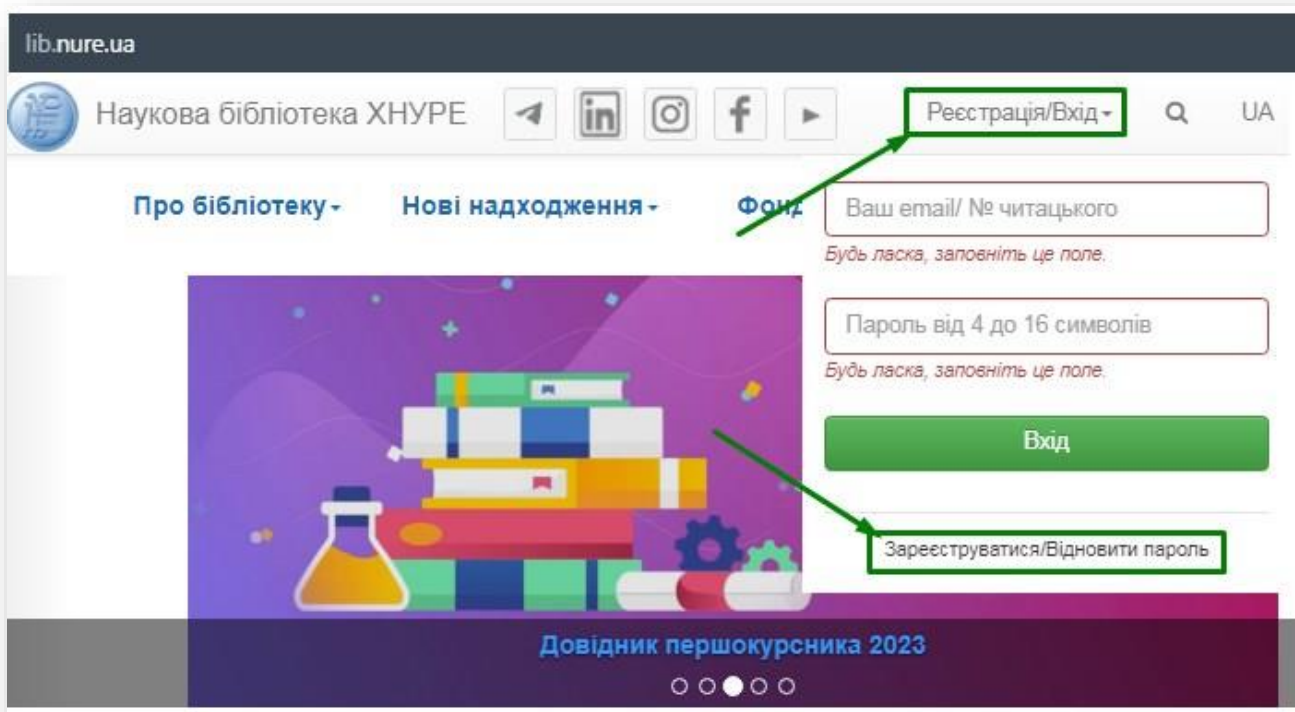 lib.nure.ua
Наукова бібліотека ХНУРЕ
Реєстрація/Вхід
UA
Про бібліотеку
Нові надходження
Фонд
Ваш email/ № читацького
Будь ласка, заповніть це поле.
Пароль від 4 до 16 символів
Будь ласка, заповніть це поле.
Вхід
Зареєструватися/Відновити пароль
Довідник першокурсника 2023